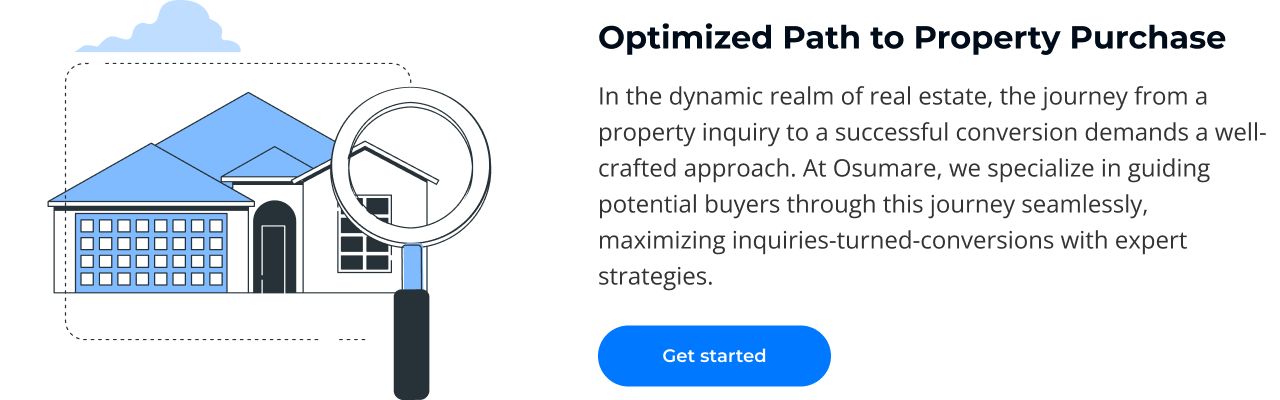 Optimized Path to Property Purchase
In the dynamic realm of real estate, the journey from a
property inquiry to a successful conversion demands a well-
crafted approach. At Osumare, we specialize in guiding
potential buyers through this journey seamlessly,
maximizing inquiries-turned-conversions with expert
strategies.
Get started